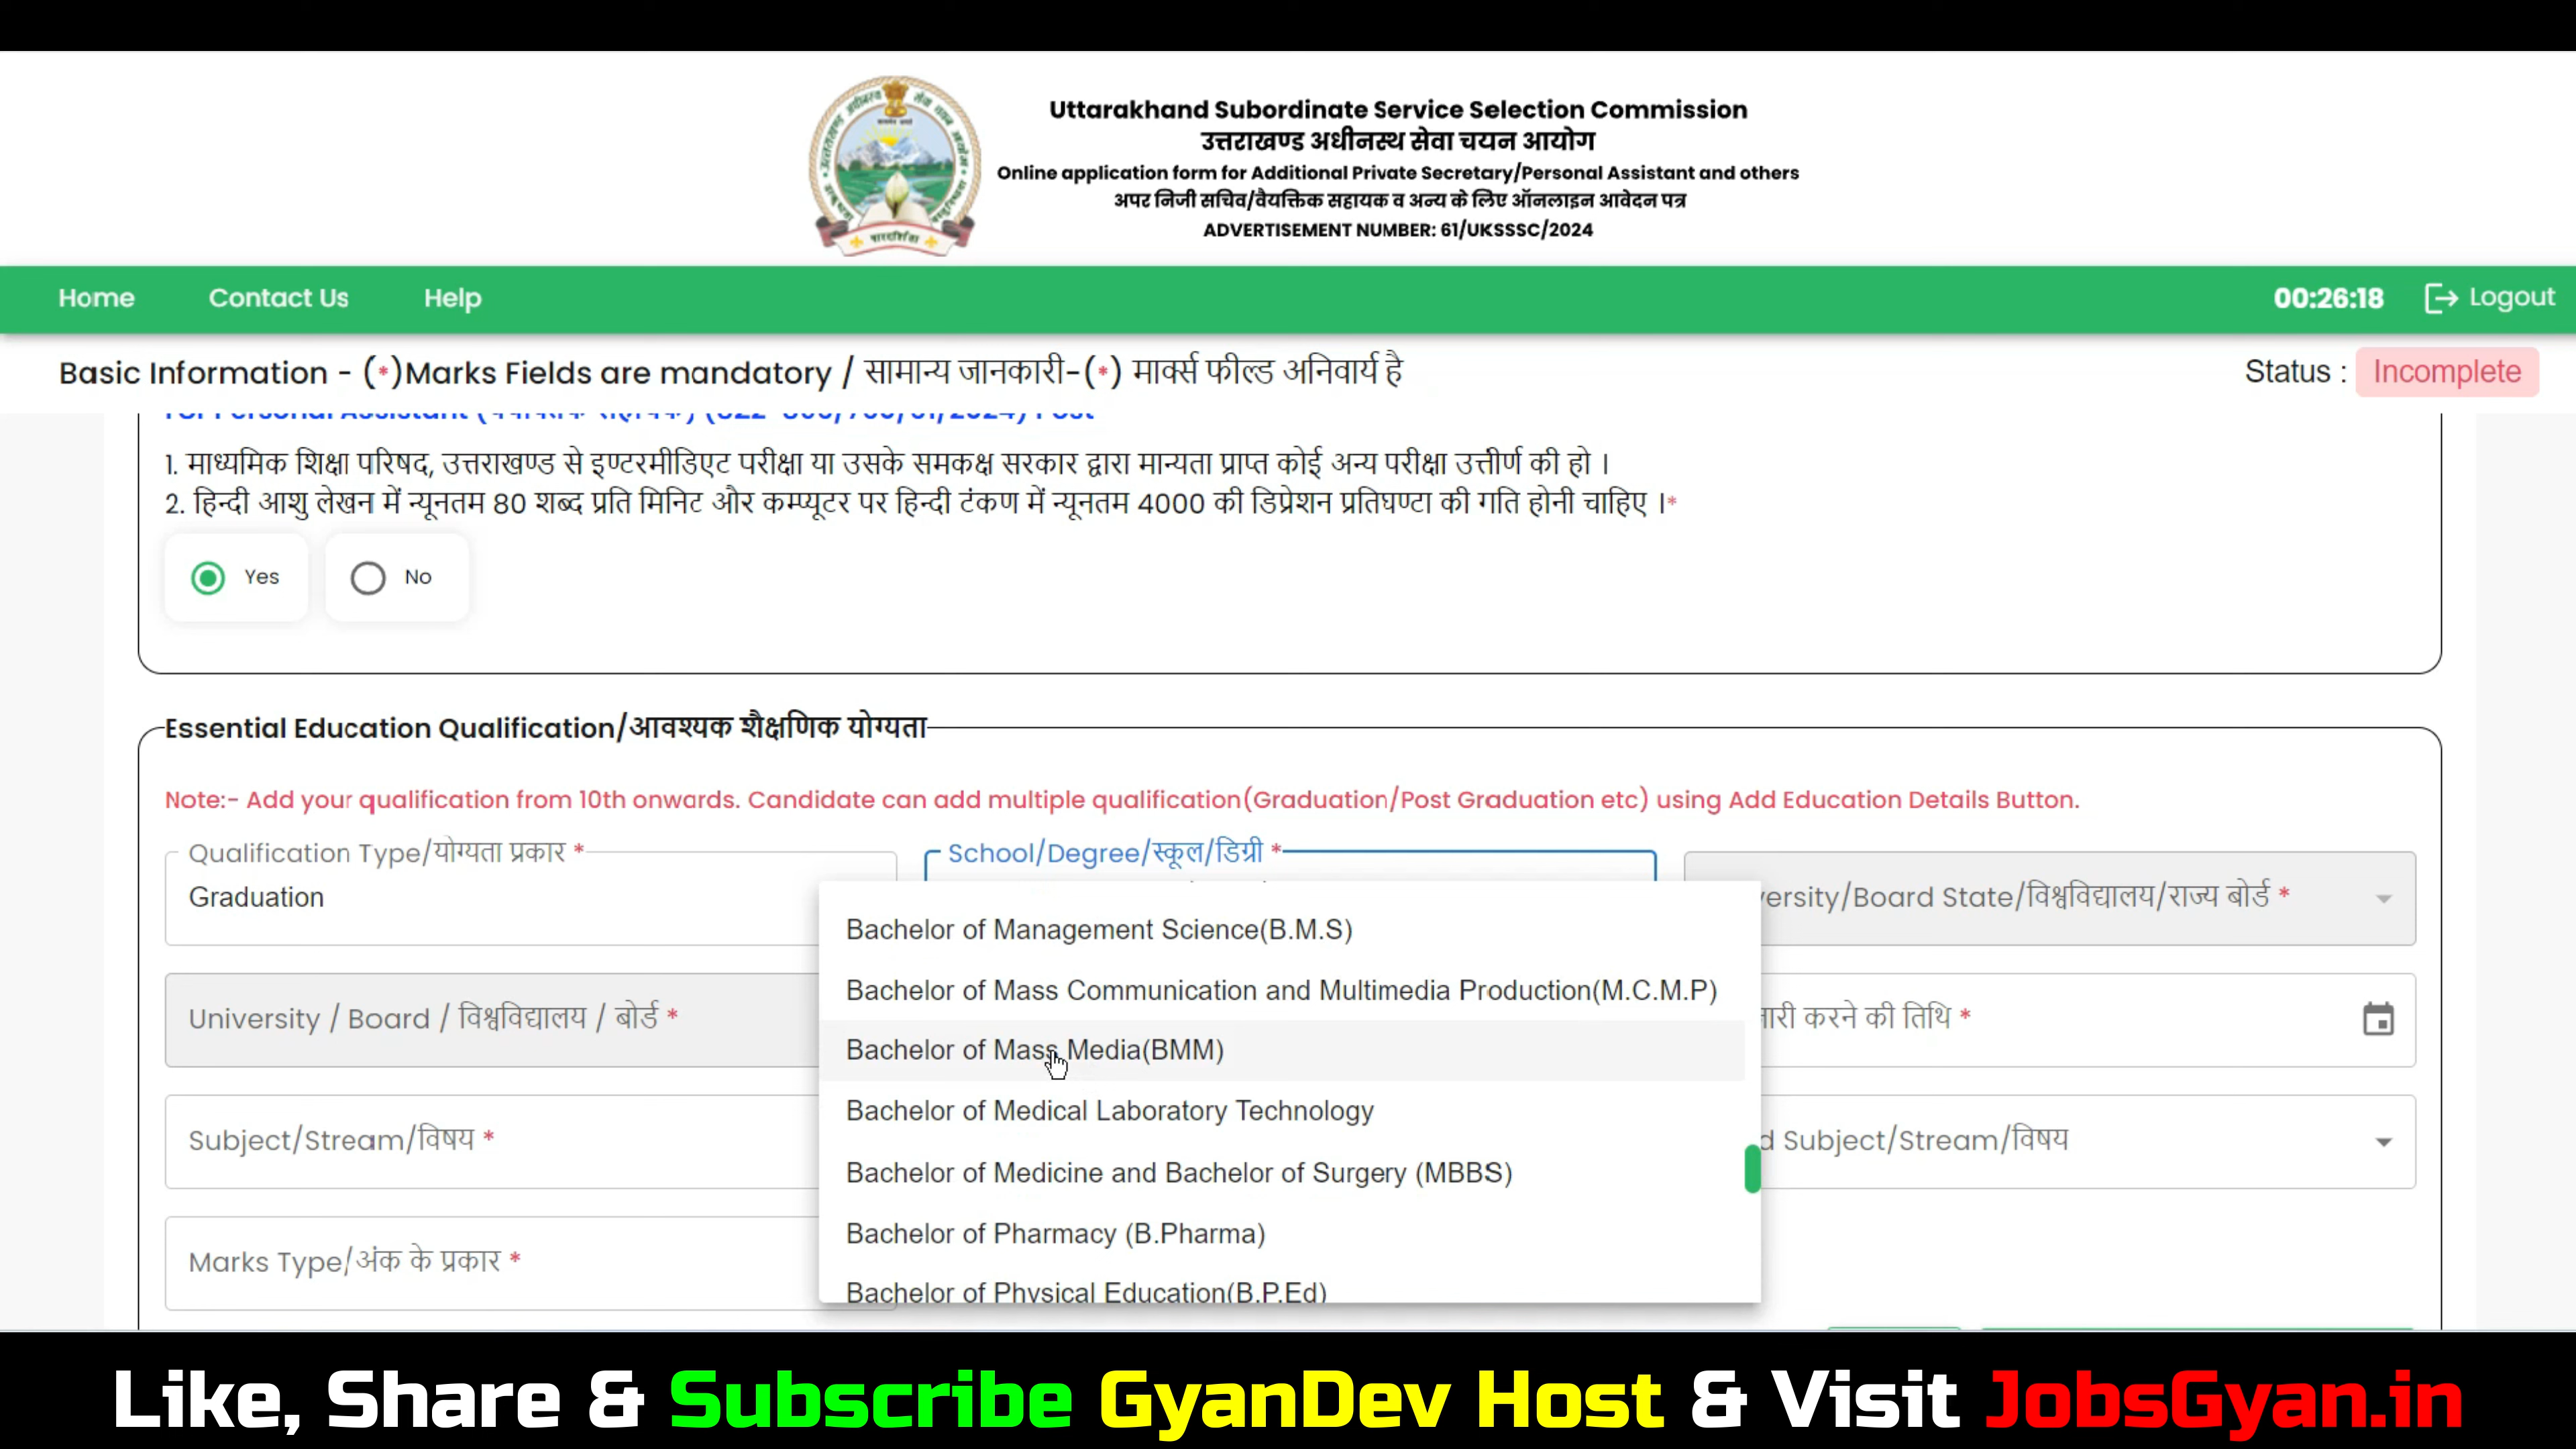 Uttarakhand Subordinate Service Selection Commission
उत्तराखण्ड अधीनस्थ सेवा चयन आयोग
Online application form for Additional Private Secretary/Personal Assistant and others
अपर निजी सचिव/वैयक्तिक सहायक व अन्य के लिए ऑनलाइन आवेदन पत्र
ADVERTISEMENT NUMBER: 61/UKSSSC/2024
Home Contact Us Help 00:26:18 Logout
Basic Information - (*)Marks Fields are mandatory / सामान्य जानकारी-(*) मार्क्स फील्ड अनिवार्य है Status : Incomplete
1. माध्यमिक शिक्षा परिषद, उत्तराखण्ड से इण्टरमीडिएट परीक्षा या उसके समकक्ष सरकार द्वारा मान्यता प्राप्त कोई अन्य परीक्षा उत्तीर्ण की हो ।
2. हिन्दी आशु लेखन में न्यूनतम 80 शब्द प्रति मिनिट और कम्प्यूटर पर हिन्दी टंकण में न्यूनतम 4000 की डिप्रेशन प्रतिघण्टा की गति होनी चाहिए ।*
Yes No
Essential Education Qualification/आवश्यक शैक्षणिक योग्यता
Note:- Add your qualification from 10th onwards. Candidate can add multiple qualification(Graduation/Post Graduation etc) using Add Education Details Button.
Qualification Type/योग्यता प्रकार * School/Degree/स्कूल/डिग्री *
Graduation ersity/Board State/विश्वविद्यालय/राज्य बोर्ड *
Bachelor of Management Science(B.M.S)
Bachelor of Mass Communication and Multimedia Production(M.C.M.P)
University / Board / विश्वविद्यालय / बोर्ड * करने की तिथि *
Bachelor of Mass Media(BMM)
Bachelor of Medical Laboratory Technology
Subject/Stream/विषय * d Subject/Stream/विषय
Bachelor of Medicine and Bachelor of Surgery (MBBS)
Bachelor of Pharmacy (B.Pharma)
Marks Type/अंक के प्रकार *
Bachelor of Physical Education(B.P.Ed)
Like, Share & Subscribe GyanDev Host & Visit JobsGyan.in